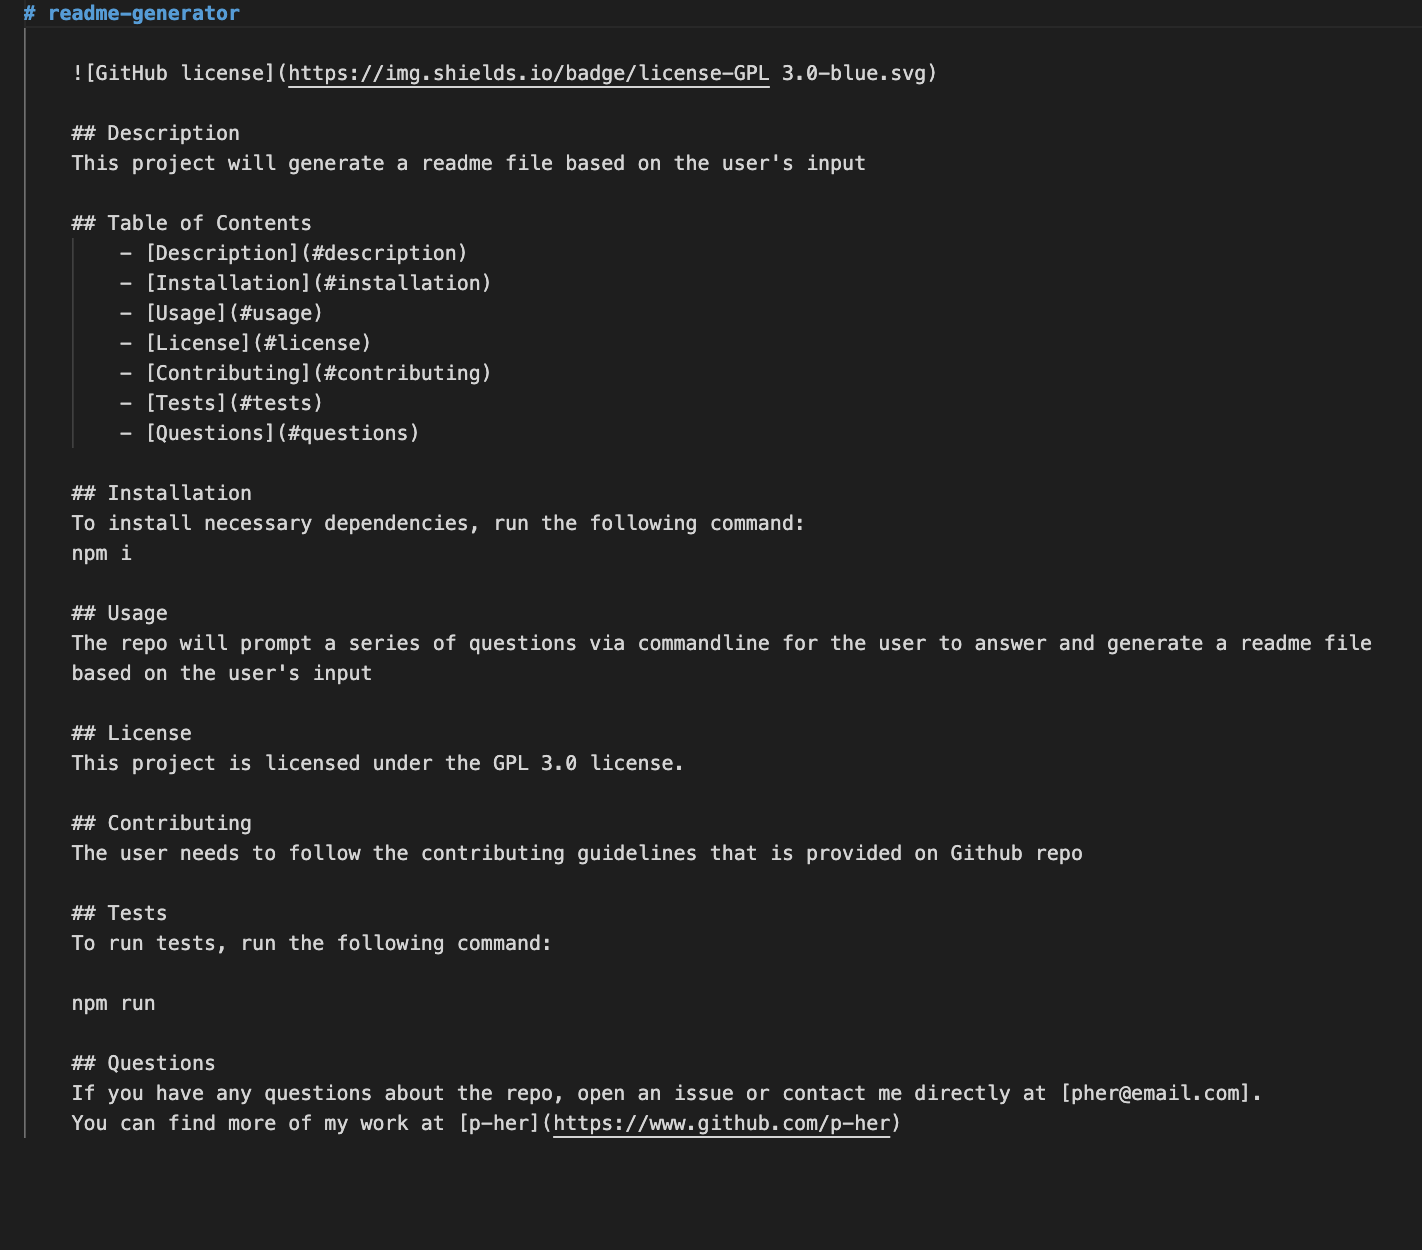 # readme-generator
![GitHub license](https://img.shields.io/badge/license-GPL 3.0-blue.svg)
## Description
This project will generate a readme file based on the user's input
## Table of Contents
- [Description](#description)
- [Installation](#installation)
- [Usage](#usage)
- [License](#license)
- [Contributing](#contributing)
- [Tests](#tests)
- [Questions](#questions)
## Installation
To install necessary dependencies, run the following command:
npm i
## Usage
The repo will prompt a series of questions via commandline for the user to answer and generate a readme file
based on the user's input
## License
This project is licensed under the GPL 3.0 license.
## Contributing
The user needs to follow the contributing guidelines that is provided on Github repo
## Tests
To run tests, run the following command:
npm run
## Questions
If you have any questions about the repo, open an issue or contact me directly at [pher@email.com].
You can find more of my work at [p-her](https://www.github.com/p-her)